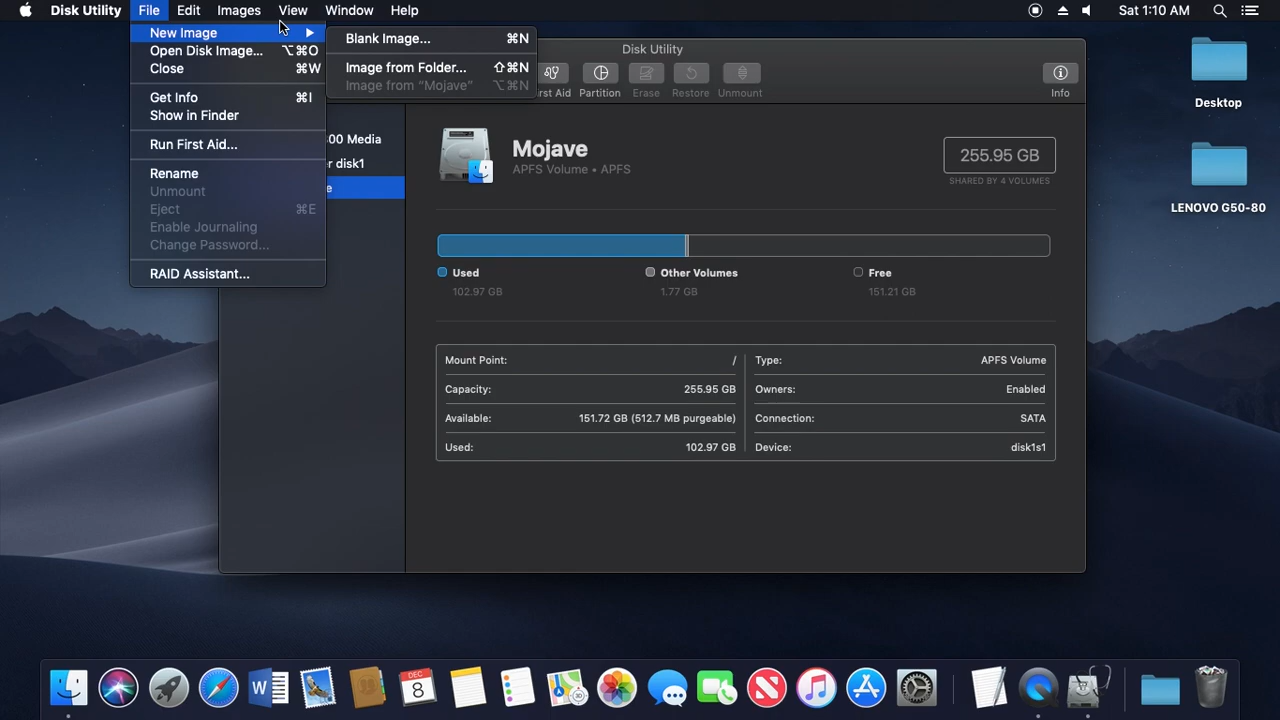 Disk Utility File Edit Images View Window Help Sat 1:10 AM
New Image
Open Disk Image... ⌥⌘O
Close ⌘W
Get Info ⌘I
Show in Finder
Run First Aid...
Rename
Unmount
Eject ⌘E
Enable Journaling
Change Password...
RAID Assistant...
Blank Image... ⌘N
Image from Folder... ⇧⌘N
Image from “Mojave” ⌥⌘N
Disk Utility
Aid Partition Erase Restore Unmount Info
Media
disk1
Mojave
APFS Volume • APFS
255.95 GB
SHARED BY 4 VOLUMES
Used Other Volumes Free
102.97 GB 1.77 GB 151.21 GB
Mount Point: / Type: APFS Volume
Capacity: 255.95 GB Owners: Enabled
Available: 151.72 GB (512.7 MB purgeable) Connection: SATA
Used: 102.97 GB Device: disk1s1
Desktop
LENOVO G50-80
DEC
8